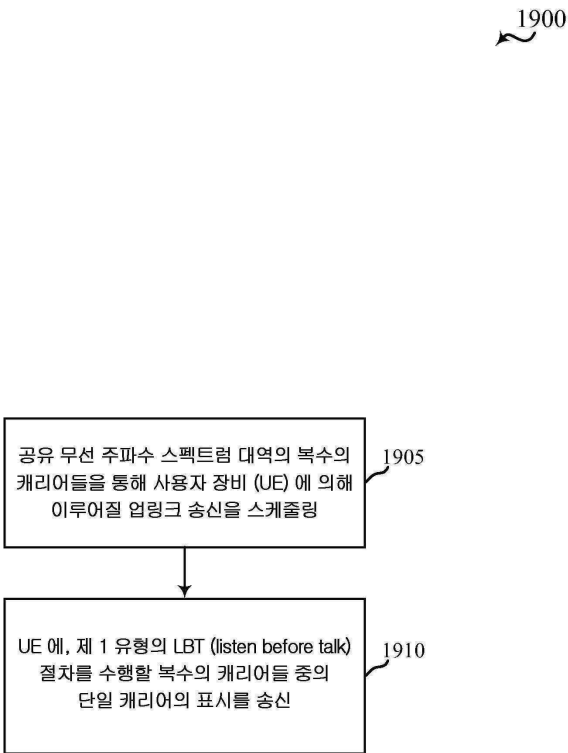 1900
공유 무선 주파수 스펙트럼 대역의 복수의
캐리어들을 통해 사용자 장비 (UE) 에 의해
이루어질 업링크 송신을 스케줄링
1905
UE 에, 제 1 유형의 LBT (listen before talk)
절차를 수행할 복수의 캐리어들 중의
단일 캐리어의 표시를 송신
1910